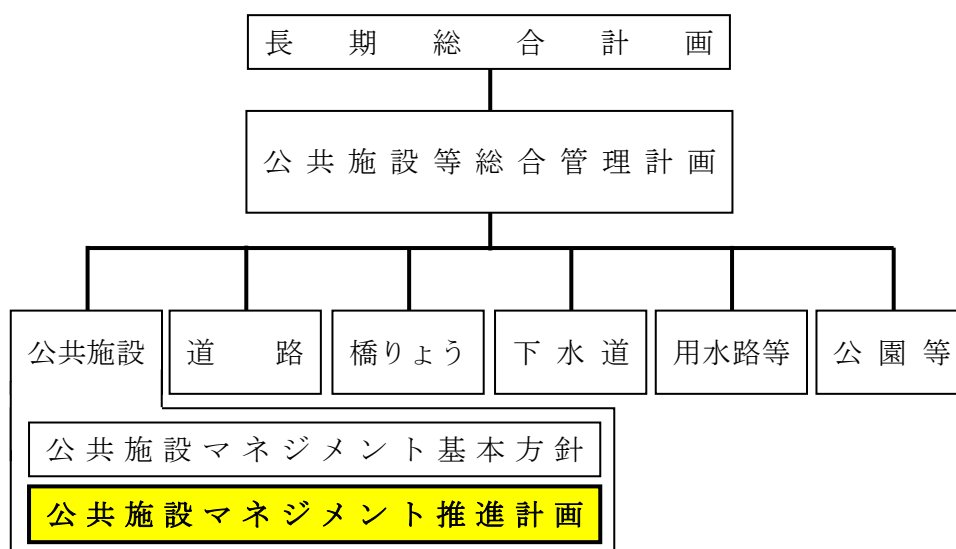 長期総合計画
公共施設等総合管理計画
公共施設
道路
橋りょう
下水道
用水路等
公園等
公共施設マネジメント基本方針
公共施設マネジメント推進計画